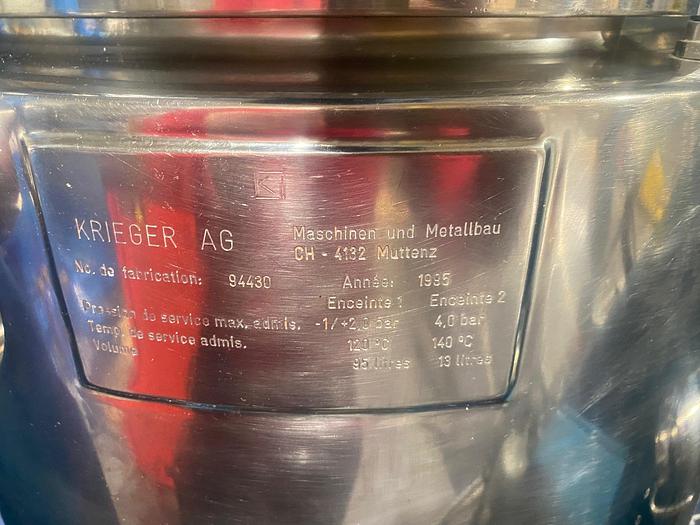 KRIEGER AG
Maschinen und Metallbau
CH - 4132 Muttenz
No. de fabrication: 94430 Année: 1995
Enceinte 1 Enceinte 2
Pression de service max. admis. -1/+2,0 bar 4,0 bar
Temp. de service admis. 120 °C 140 °C
Volume 95 litres 13 litres